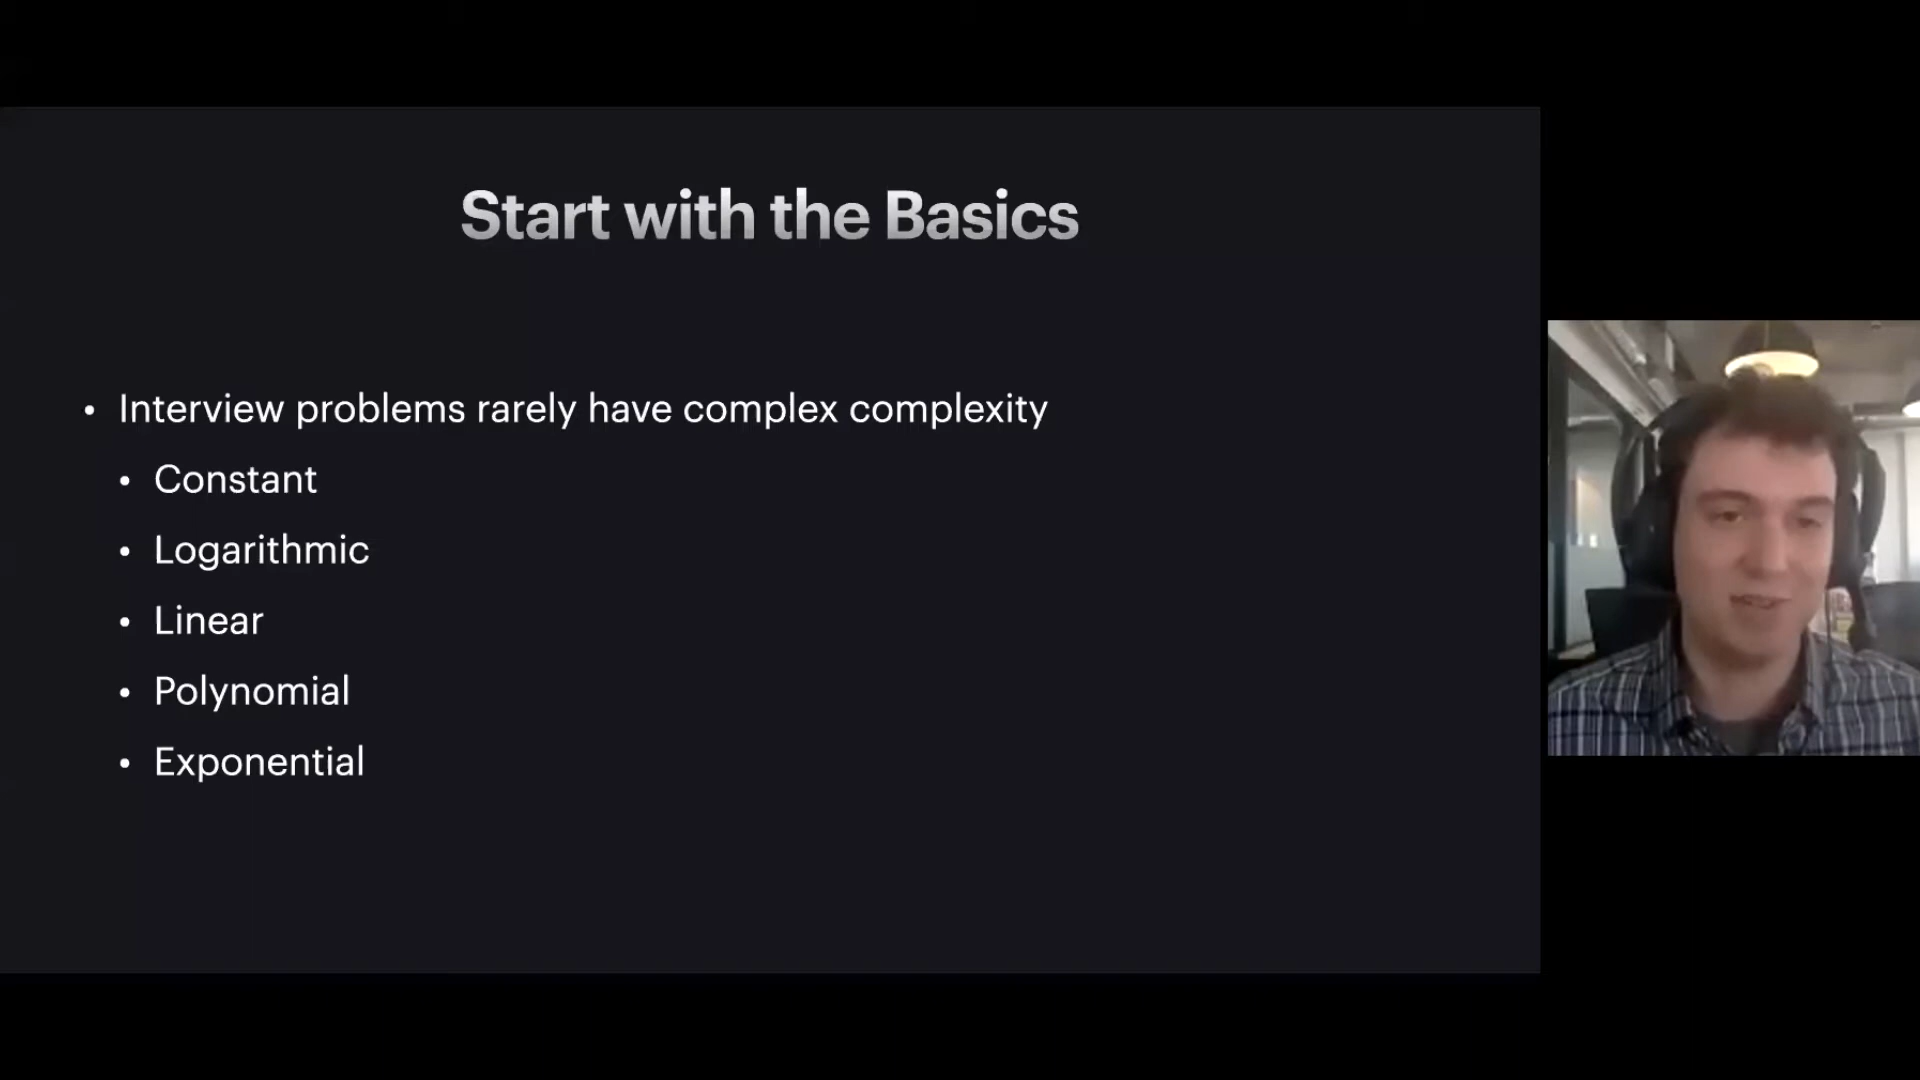 Start with the Basics
• Interview problems rarely have complex complexity
• Constant
• Logarithmic
• Linear
• Polynomial
• Exponential